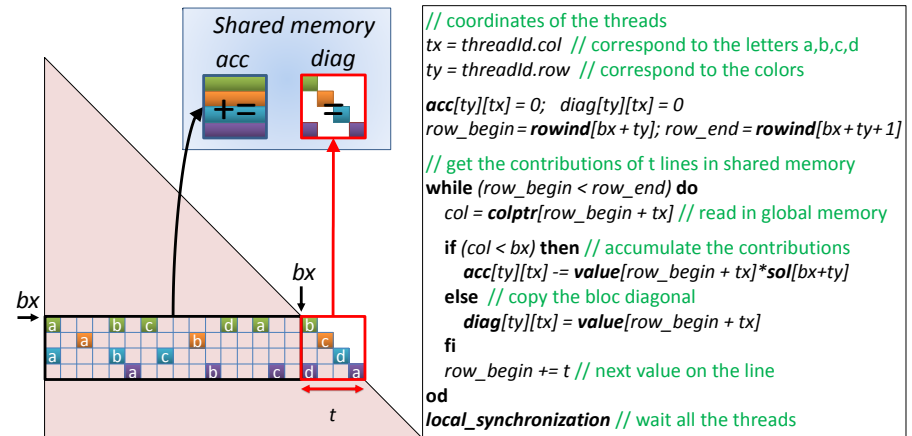 Shared memory
acc diag
+= =
bx
bx
a b c d a b
a b c
a b c d
a b c d a
t
// coordinates of the threads
tx = threadId.col // correspond to the letters a,b,c,d
ty = threadId.row // correspond to the colors
acc[ty][tx] = 0; diag[ty][tx] = 0
row_begin = rowind[bx + ty]; row_end = rowind[bx + ty + 1]
// get the contributions of t lines in shared memory
while (row_begin < row_end) do
col = colptr[row_begin + tx] // read in global memory
if (col < bx) then // accumulate the contributions
acc[ty][tx] -= value[row_begin + tx]*sol[bx+ty]
else // copy the bloc diagonal
diag[ty][tx] = value[row_begin + tx]
fi
row_begin += t // next value on the line
od
local_synchronization // wait all the threads